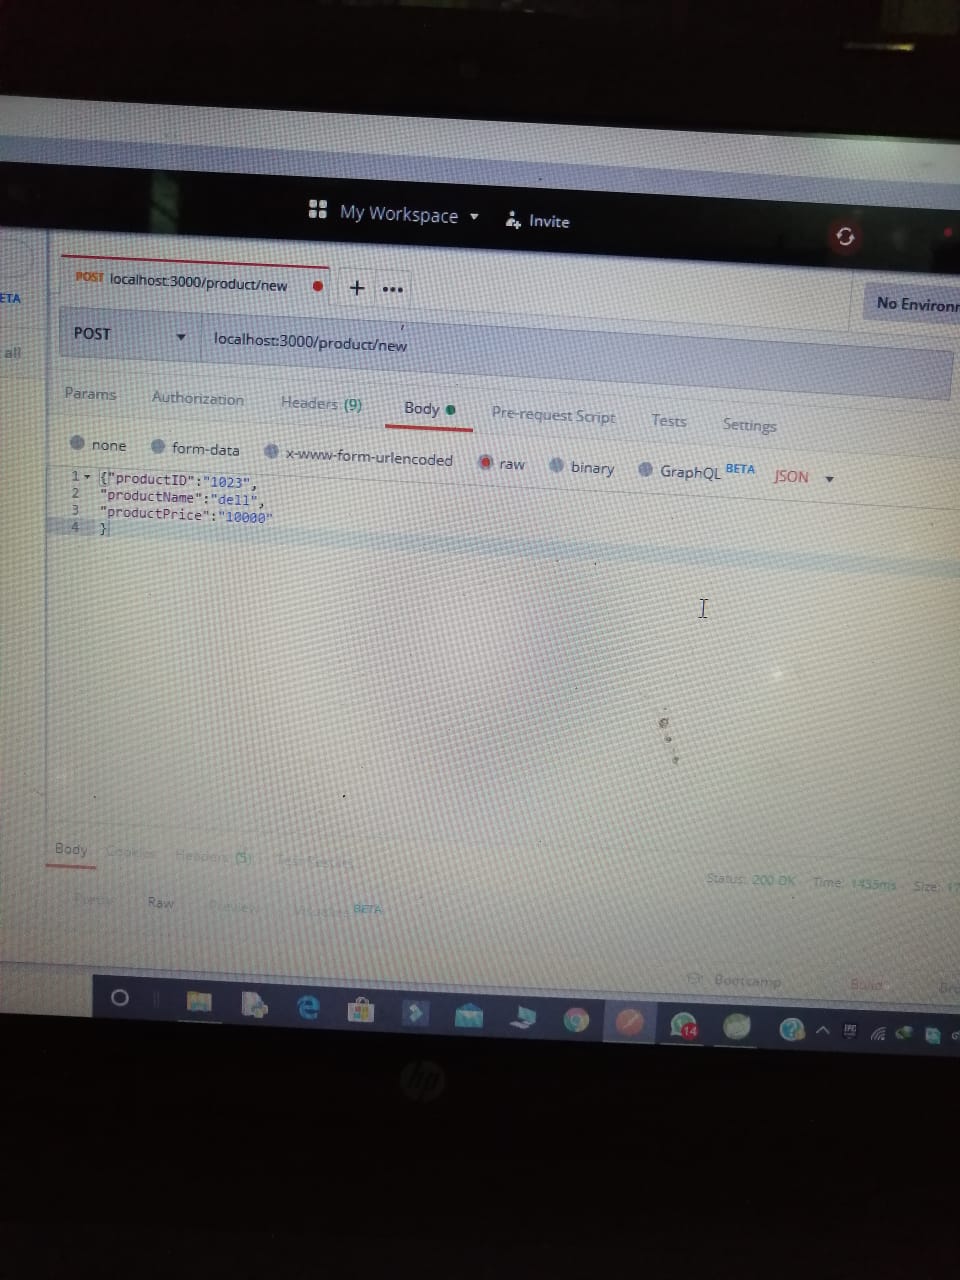 My Workspace Invite
POST localhost:3000/product/new
No Environm
ETA
POST localhost:3000/product/new
all
Params Authorization Headers (9) Body Pre-request Script Tests Settings
none form-data x-www-form-urlencoded raw binary GraphQL BETA JSON
1 {"productID":"1023",
2 "productName":"dell",
3 "productPrice":"10000"
4 }
Body Cookies Headers (5) Test Results
Status: 200 OK Time: 1435ms Size: 17
Pretty Raw Preview Visualize BETA
Bootcamp Build
14
hp